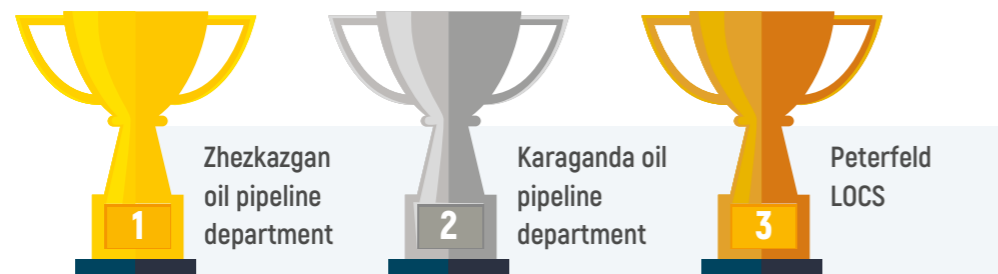 1
Zhezkazgan
oil pipeline
department
2
Karaganda oil
pipeline
department
3
Peterfeld
LOCS